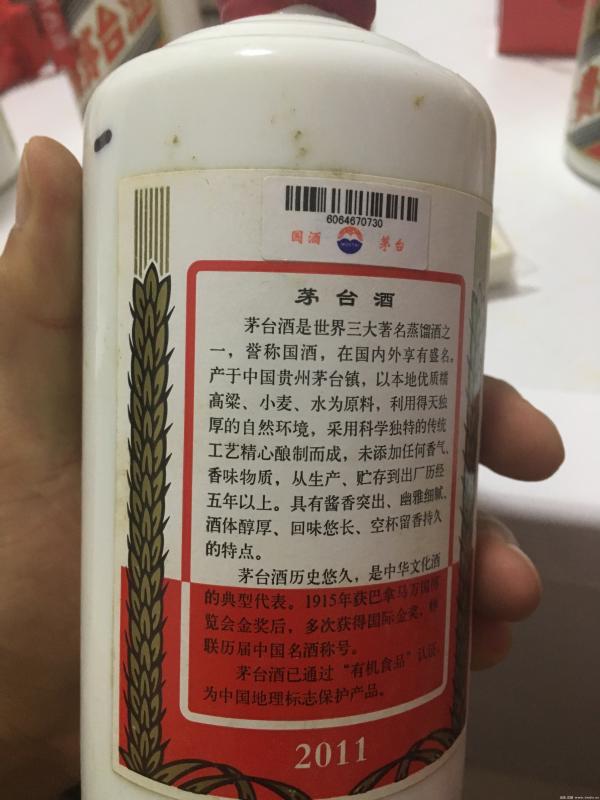 茅台酒
6064670730
国酒 MOUTAI 茅台
茅台酒
茅台酒是世界三大著名蒸馏酒之
一,誉称国酒,在国内外享有盛名。
产于中国贵州茅台镇,以本地优质糯
高粱、小麦、水为原料,利用得天独
厚的自然环境,采用科学独特的传统
工艺精心酿制而成,未添加任何香气、
香味物质,从生产、贮存到出厂历经
五年以上。具有酱香突出、幽雅细腻、
酒体醇厚、回味悠长、空杯留香持久
的特点。
茅台酒历史悠久,是中华文化酒
的典型代表。1915年获巴拿马万国博
览会金奖后,多次获得国际金奖,蝉
联历届中国名酒称号。
茅台酒已通过“有机食品”认证,
为中国地理标志保护产品。
2011